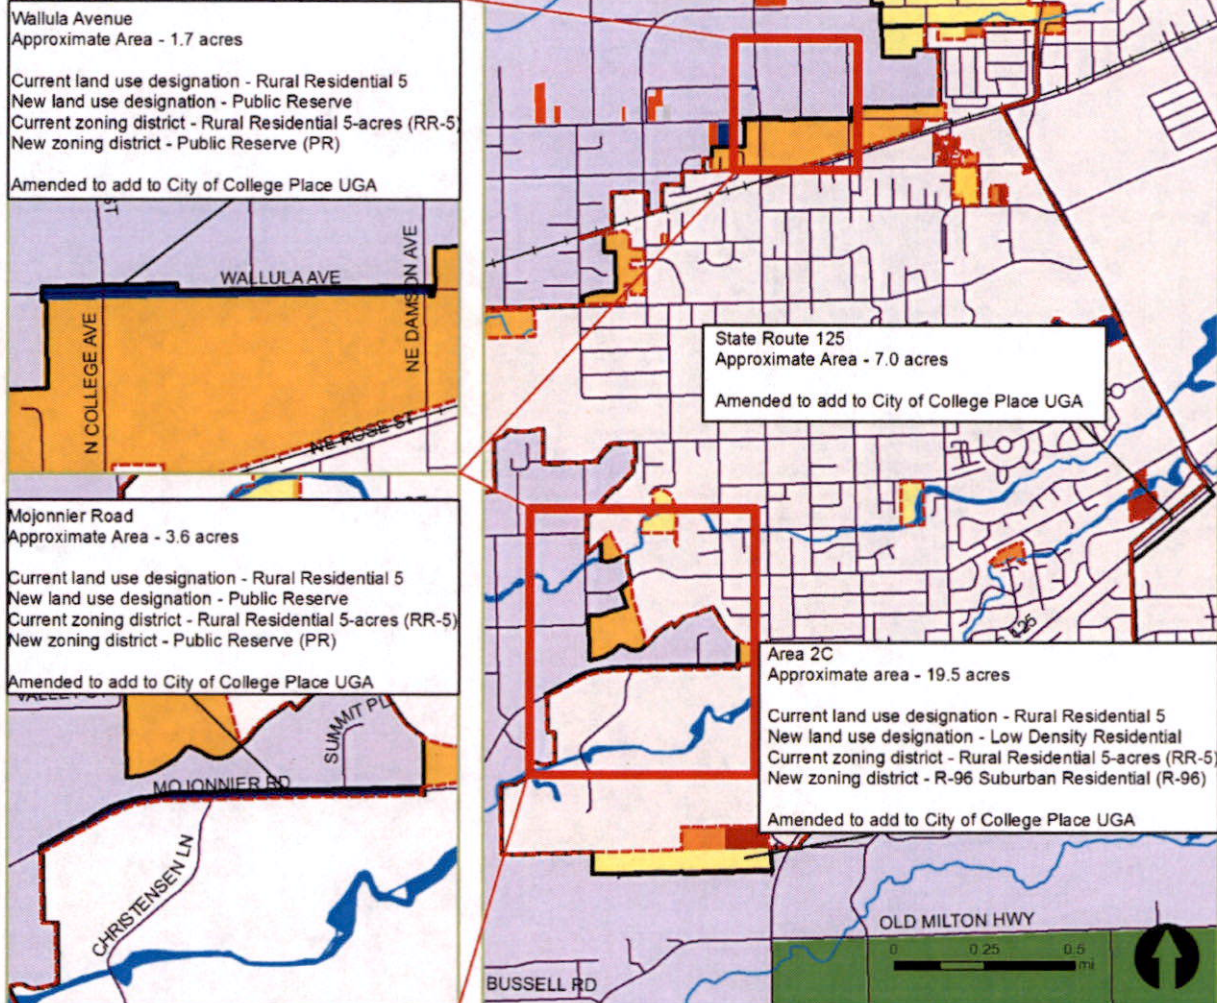 Wallula Avenue
Approximate Area - 1.7 acres
Current land use designation - Rural Residential 5
New land use designation - Public Reserve
Current zoning district - Rural Residential 5-acres (RR-5)
New zoning district - Public Reserve (PR)
Amended to add to City of College Place UGA
ST
WALLULA AVE
N COLLEGE AVE
NE DAMSON AVE
NE ROSE ST
Mojonnier Road
Approximate Area - 3.6 acres
Current land use designation - Rural Residential 5
New land use designation - Public Reserve
Current zoning district - Rural Residential 5-acres (RR-5)
New zoning district - Public Reserve (PR)
Amended to add to City of College Place UGA
SUMMIT PL
MOJONNIER RD
CHRISTENSEN LN
State Route 125
Approximate Area - 7.0 acres
Amended to add to City of College Place UGA
Area 2C
Approximate area - 19.5 acres
Current land use designation - Rural Residential 5
New land use designation - Low Density Residential
Current zoning district - Rural Residential 5-acres (RR-5)
New zoning district - R-96 Suburban Residential (R-96)
Amended to add to City of College Place UGA
OLD MILTON HWY
0 0.25 0.5
mi
BUSSELL RD